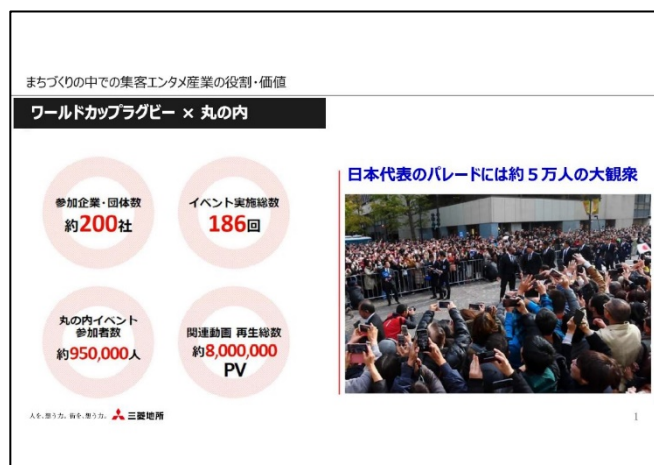 まちづくりの中での集客エンタメ産業の役割・価値
ワールドカップラグビー × 丸の内
参加企業・団体数
約200社
イベント実施総数
186回
丸の内イベント
参加者数
約950,000人
関連動画 再生総数
約8,000,000
PV
日本代表のパレードには約５万人の大観衆
人を、想う力。街を、想う力。 三菱地所
1